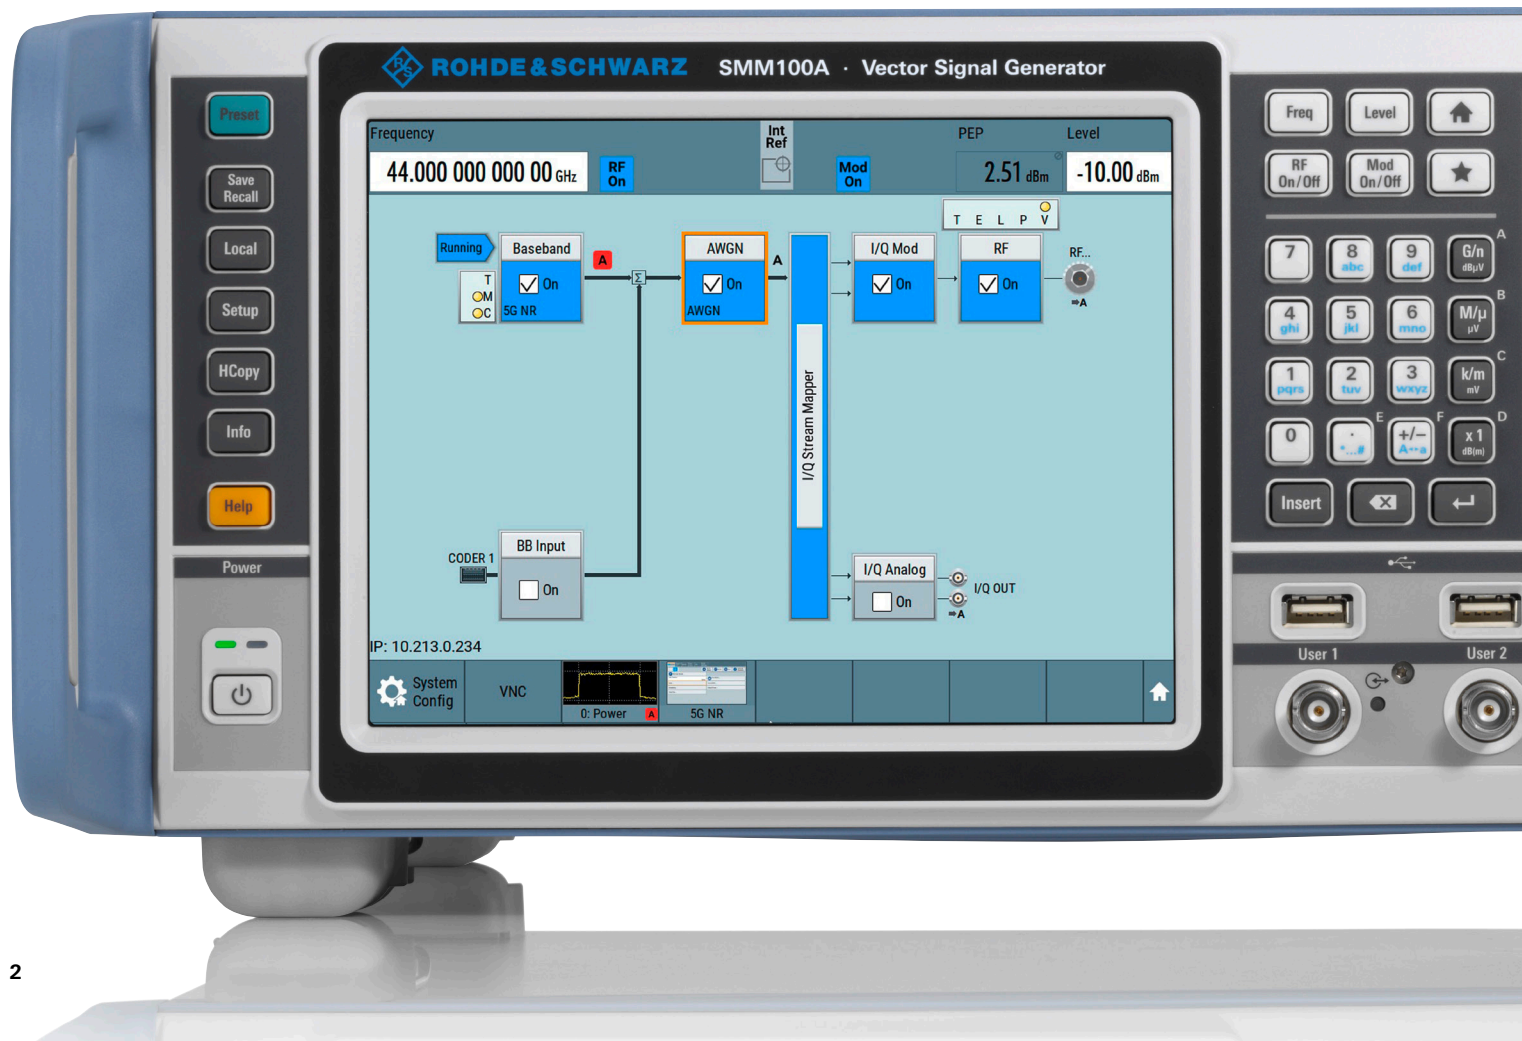 R&S
ROHDE & SCHWARZ SMM100A · Vector Signal Generator
Preset
Save
Recall
Local
Setup
HCopy
Info
Help
Power
Frequency
Int
Ref
PEP
Level
44.000 000 000 00 GHz
RF
On
Mod
On
2.51 dBm
-10.00 dBm
T E L P V
Running
Baseband
On
5G NR
T
M
C
A
Σ
AWGN
On
AWGN
A
I/Q Stream Mapper
I/Q Mod
On
RF
On
RF...
⇒A
CODER 1
BB Input
On
I/Q Analog
On
I/Q OUT
⇒A
IP: 10.213.0.234
System
Config
VNC
0: Power A
5G NR
Freq
Level
RF
On/Off
Mod
On/Off
7
8
abc
9
def
G/n
dBµV
A
4
ghi
5
jkl
6
mno
M/µ
µV
B
1
pqrs
2
tuv
3
wxyz
k/m
mV
C
0
.
*...#
E
+/−
A↔a
F
x 1
dB(m)
D
Insert
User 1
User 2
2